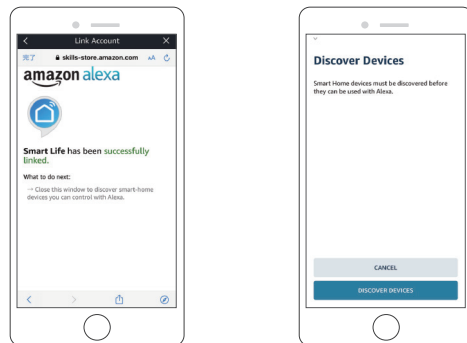 Link Account
完了 skills-store.amazon.com AA
amazon alexa
Smart Life has been successfully
linked.
What to do next:
→ Close this window to discover smart-home
devices you can control with Alexa.
Discover Devices
Smart Home devices must be discovered before
they can be used with Alexa.
CANCEL
DISCOVER DEVICES